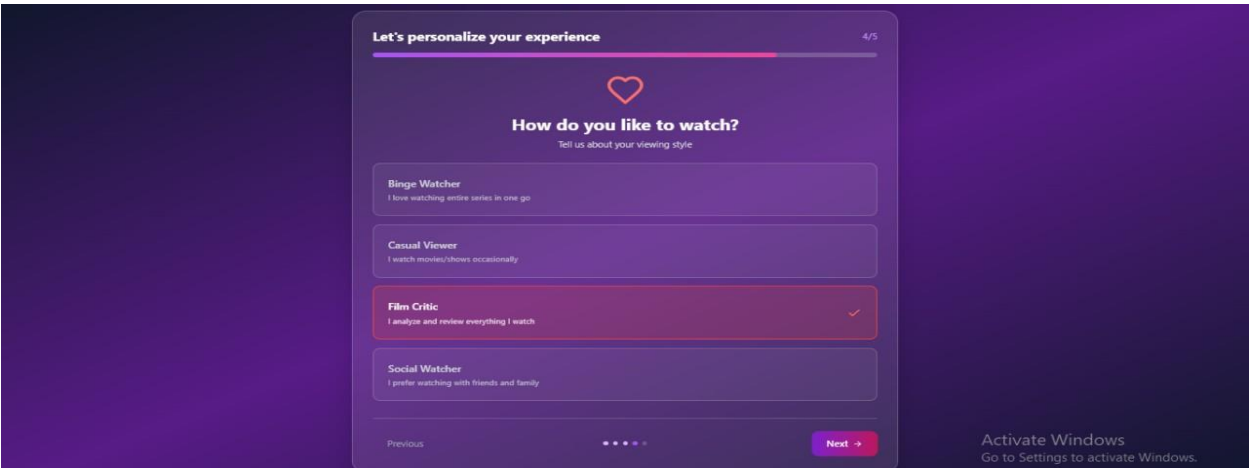 Let's personalize your experience
4/5
How do you like to watch?
Tell us about your viewing style
Binge Watcher
I love watching entire series in one go
Casual Viewer
I watch movies/shows occasionally
Film Critic
I analyze and review everything I watch
Social Watcher
I prefer watching with friends and family
Previous
Next →
Activate Windows
Go to Settings to activate Windows.